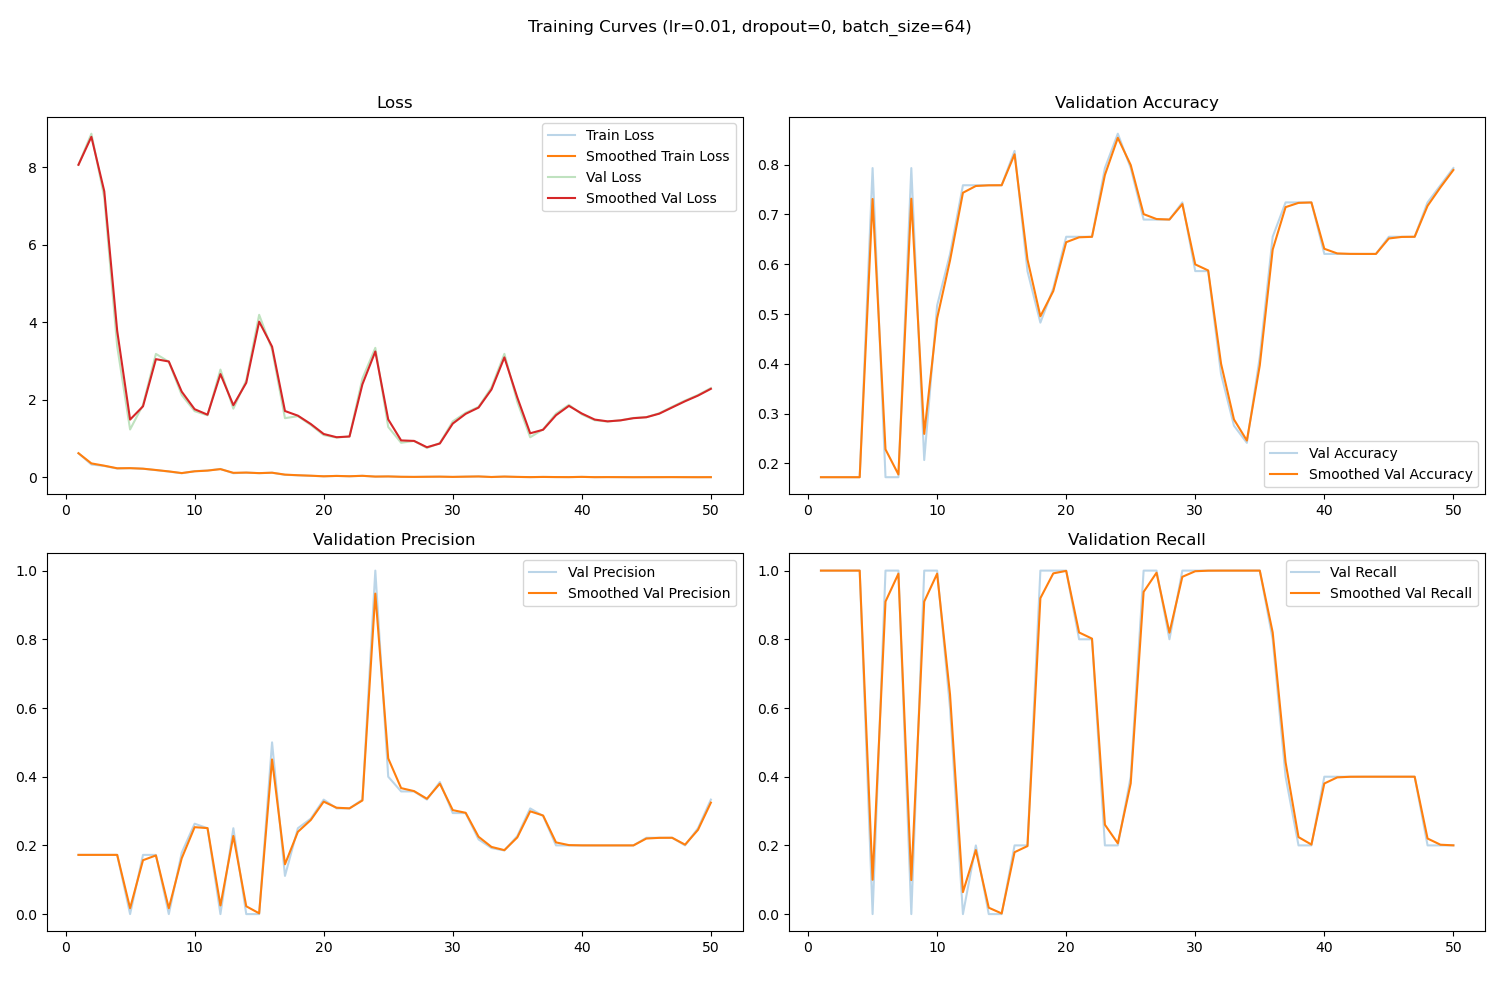 Training Curves (lr=0.01, dropout=0, batch_size=64)
Loss
Train Loss
Smoothed Train Loss
Val Loss
Smoothed Val Loss
8
6
4
2
0
0 10 20 30 40 50
Validation Accuracy
0.8
0.7
0.6
0.5
0.4
0.3
0.2
Val Accuracy
Smoothed Val Accuracy
0 10 20 30 40 50
Validation Precision
Val Precision
Smoothed Val Precision
1.0
0.8
0.6
0.4
0.2
0.0
0 10 20 30 40 50
Validation Recall
Val Recall
Smoothed Val Recall
1.0
0.8
0.6
0.4
0.2
0.0
0 10 20 30 40 50